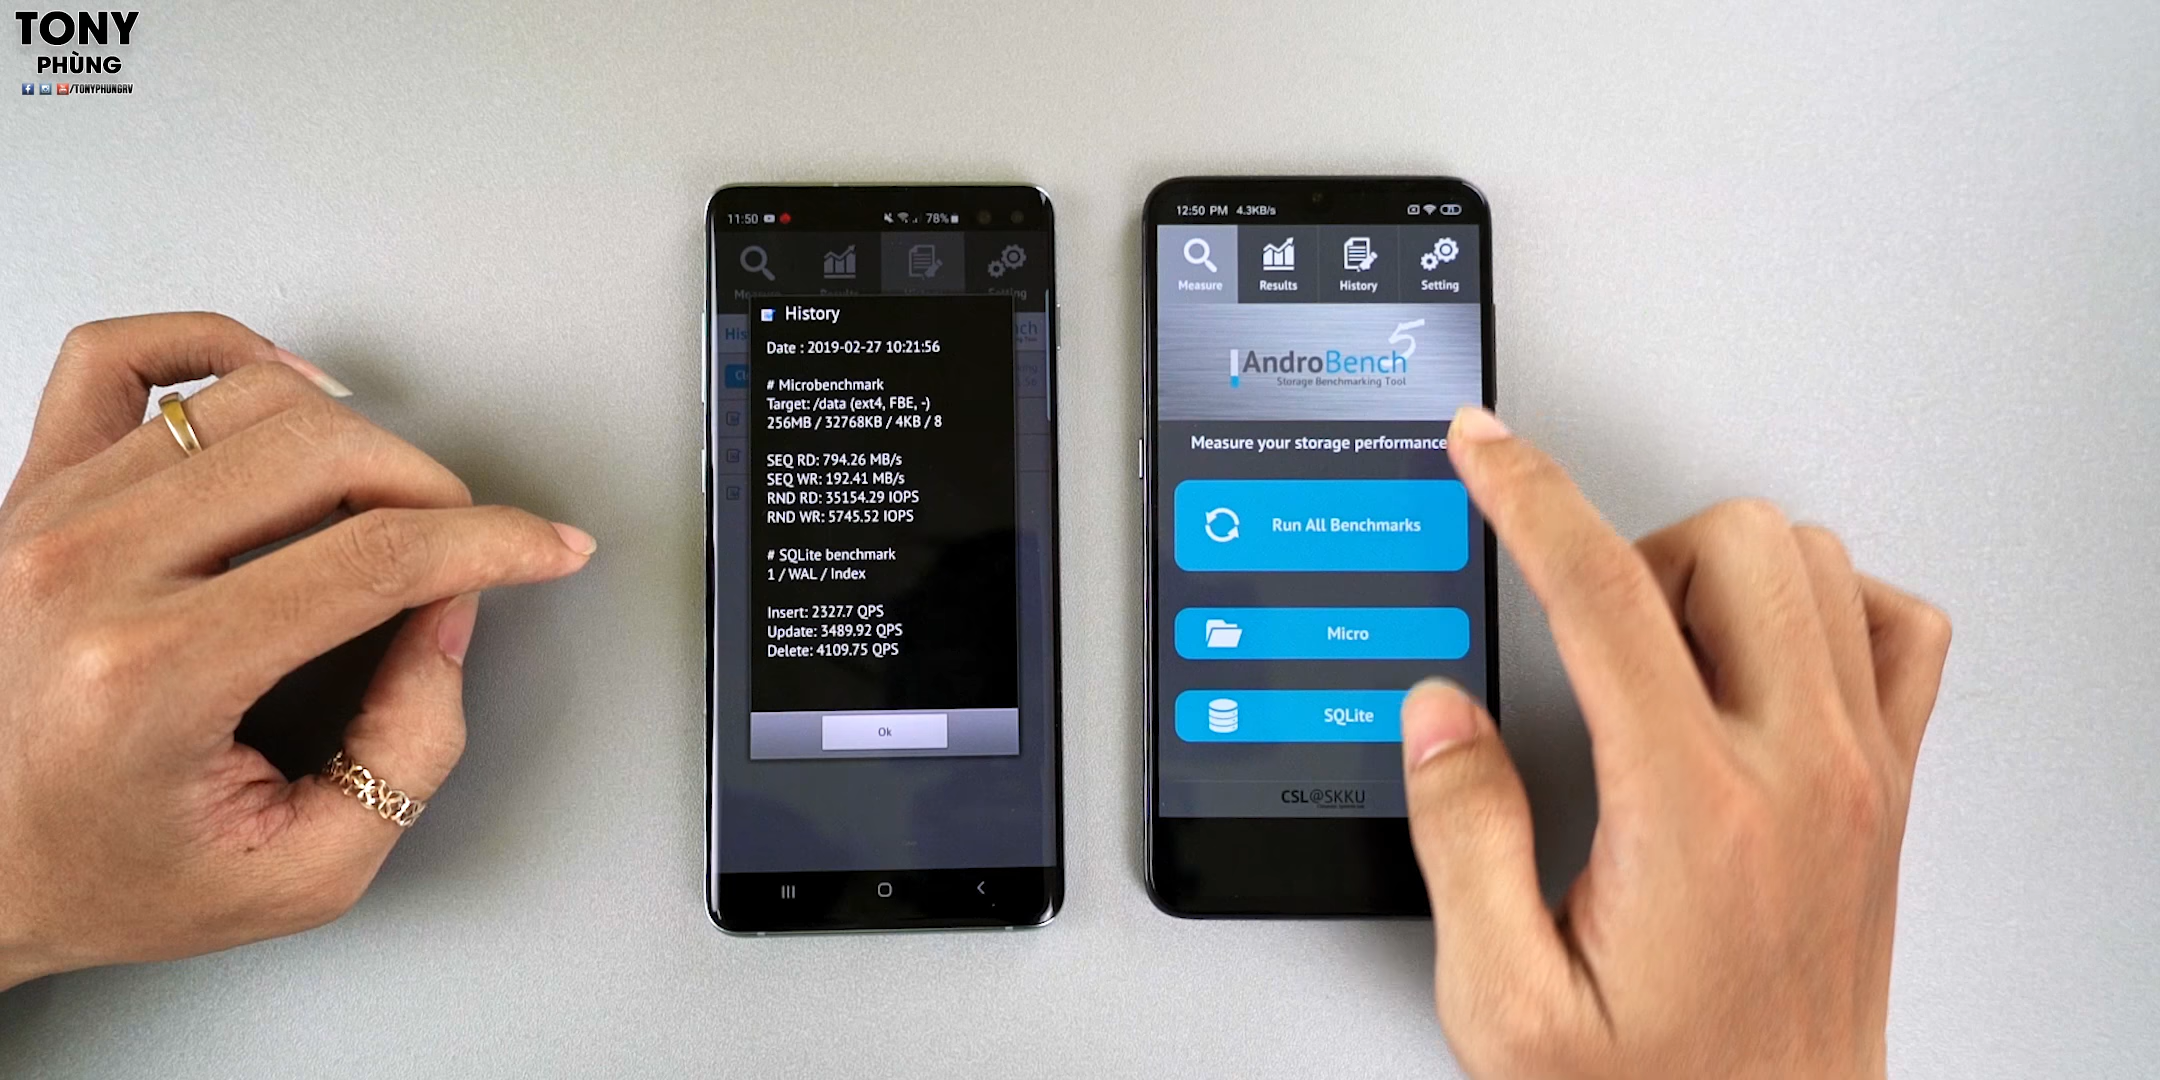 TONY
PHÙNG
/TONYPHUNGRV
11:50
78%
History
Date : 2019-02-27 10:21:56
# Microbenchmark
Target: /data (ext4, FBE, -)
256MB / 32768KB / 4KB / 8
SEQ RD: 794.26 MB/s
SEQ WR: 192.41 MB/s
RND RD: 35154.29 IOPS
RND WR: 5745.52 IOPS
# SQLite benchmark
1 / WAL / Index
Insert: 2327.7 QPS
Update: 3489.92 QPS
Delete: 4109.75 QPS
Ok
12:50 PM 4.3KB/s
Measure Results History Setting
AndroBench 5
Storage Benchmarking Tool
Measure your storage performance
Run All Benchmarks
Micro
SQLite
CSL@SKKU